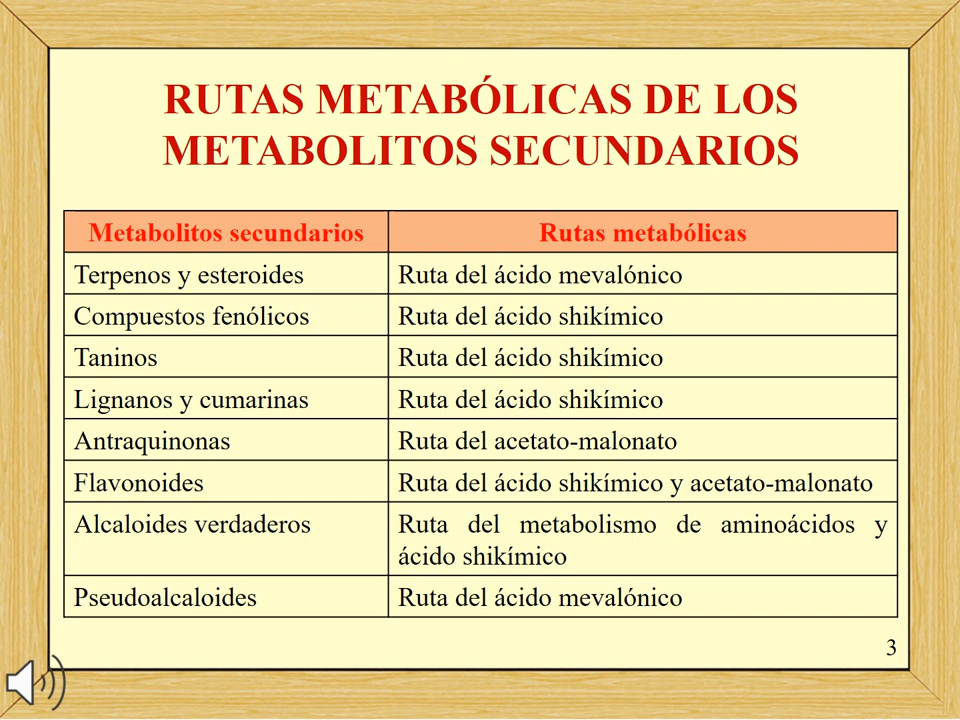 RUTAS METABÓLICAS DE LOS
METABOLITOS SECUNDARIOS
Metabolitos secundarios Rutas metabólicas
Terpenos y esteroides Ruta del ácido mevalónico
Compuestos fenólicos Ruta del ácido shikímico
Taninos Ruta del ácido shikímico
Lignanos y cumarinas Ruta del ácido shikímico
Antraquinonas Ruta del acetato-malonato
Flavonoides Ruta del ácido shikímico y acetato-malonato
Alcaloides verdaderos Ruta del metabolismo de aminoácidos y
ácido shikímico
Pseudoalcaloides Ruta del ácido mevalónico
3